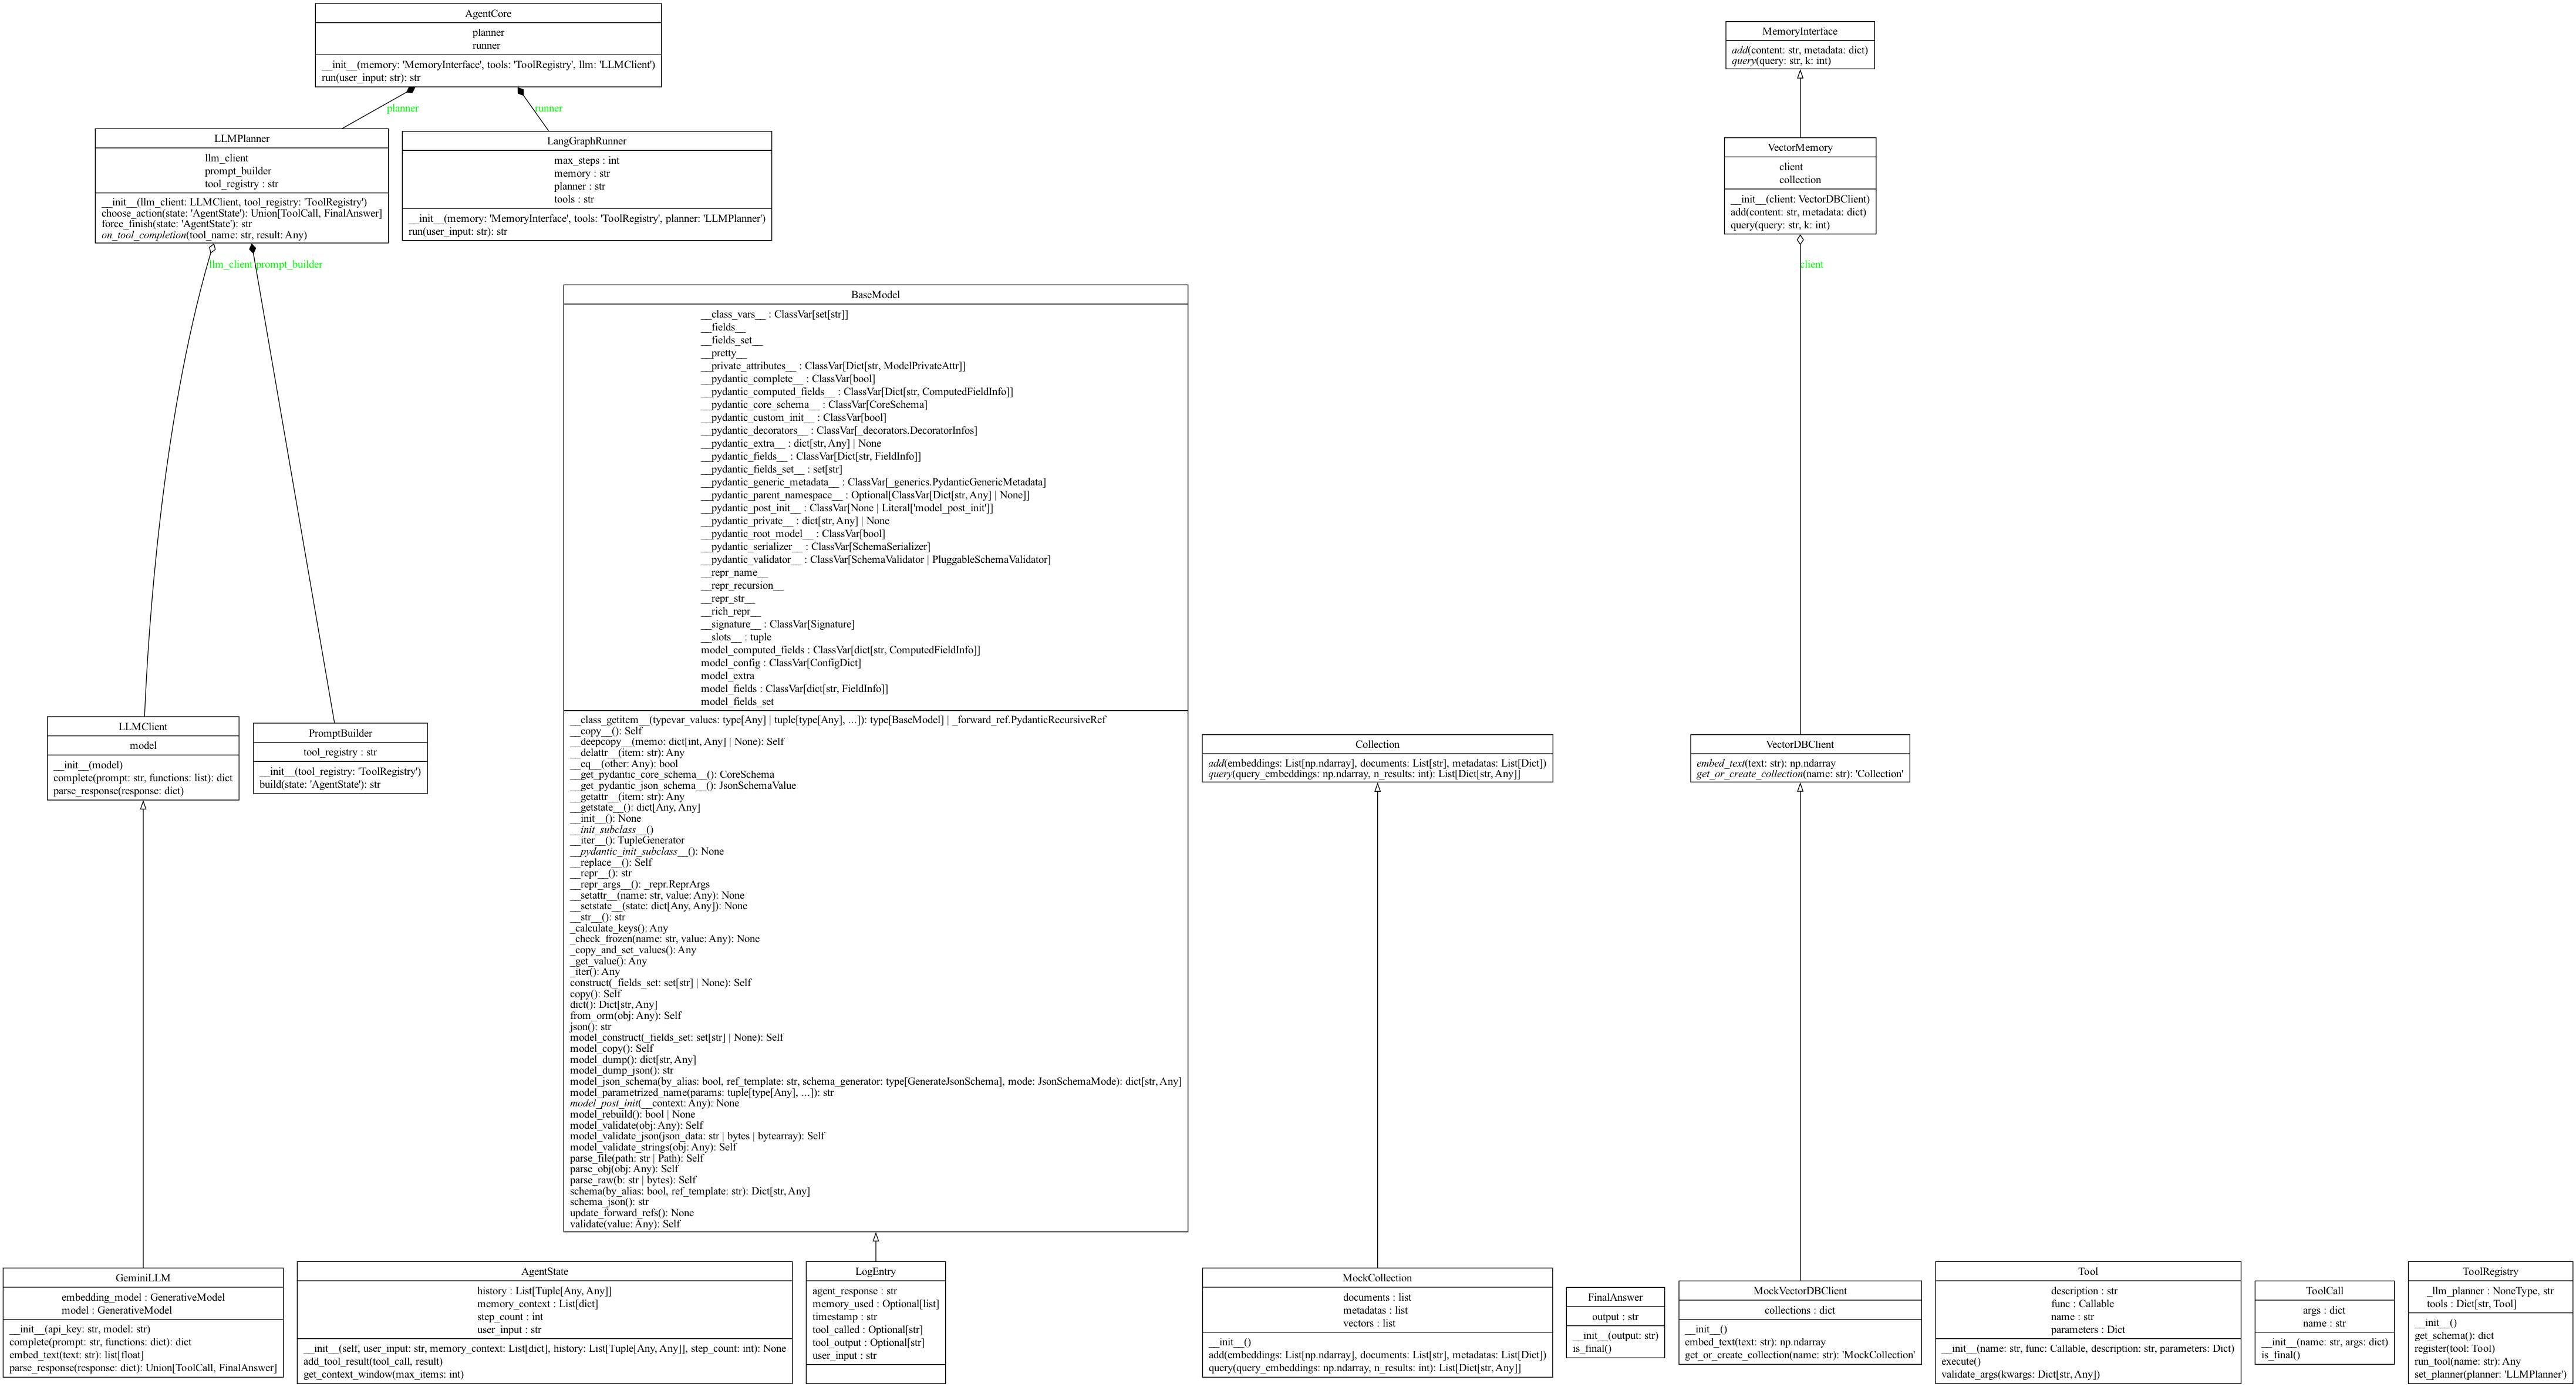 AgentCore
planner
runner
__init__(memory: 'MemoryInterface', tools: 'ToolRegistry', llm: 'LLMClient')
run(user_input: str): str
planner
runner
LLMPlanner
llm_client
prompt_builder
tool_registry : str
__init__(llm_client: LLMClient, tool_registry: 'ToolRegistry')
choose_action(state: 'AgentState'): Union[ToolCall, FinalAnswer]
force_finish(state: 'AgentState'): str
on_tool_completion(tool_name: str, result: Any)
LangGraphRunner
max_steps : int
memory : str
planner : str
tools : str
__init__(memory: 'MemoryInterface', tools: 'ToolRegistry', planner: 'LLMPlanner')
run(user_input: str): str
llm_client
prompt_builder
MemoryInterface
add(content: str, metadata: dict)
query(query: str, k: int)
VectorMemory
client
collection
__init__(client: VectorDBClient)
add(content: str, metadata: dict)
query(query: str, k: int)
client
BaseModel
__class_vars__ : ClassVar[set[str]]
__fields__
__fields_set__
__pretty__
__private_attributes__ : ClassVar[Dict[str, ModelPrivateAttr]]
__pydantic_complete__ : ClassVar[bool]
__pydantic_computed_fields__ : ClassVar[Dict[str, ComputedFieldInfo]]
__pydantic_core_schema__ : ClassVar[CoreSchema]
__pydantic_custom_init__ : ClassVar[bool]
__pydantic_decorators__ : ClassVar[_decorators.DecoratorInfos]
__pydantic_extra__ : dict[str, Any] | None
__pydantic_fields__ : ClassVar[Dict[str, FieldInfo]]
__pydantic_fields_set__ : set[str]
__pydantic_generic_metadata__ : ClassVar[_generics.PydanticGenericMetadata]
__pydantic_parent_namespace__ : Optional[ClassVar[Dict[str, Any] | None]]
__pydantic_post_init__ : ClassVar[None | Literal['model_post_init']]
__pydantic_private__ : dict[str, Any] | None
__pydantic_root_model__ : ClassVar[bool]
__pydantic_serializer__ : ClassVar[SchemaSerializer]
__pydantic_validator__ : ClassVar[SchemaValidator | PluggableSchemaValidator]
__repr_name__
__repr_recursion__
__repr_str__
__rich_repr__
__signature__ : ClassVar[Signature]
__slots__ : tuple
model_computed_fields : ClassVar[dict[str, ComputedFieldInfo]]
model_config : ClassVar[ConfigDict]
model_extra
model_fields : ClassVar[dict[str, FieldInfo]]
model_fields_set
__class_getitem__(typevar_values: type[Any] | tuple[type[Any], ...]): type[BaseModel] | _forward_ref.PydanticRecursiveRef
__copy__(): Self
__deepcopy__(memo: dict[int, Any] | None): Self
__delattr__(item: str): Any
__eq__(other: Any): bool
__get_pydantic_core_schema__(): CoreSchema
__get_pydantic_json_schema__(): JsonSchemaValue
__getattr__(item: str): Any
__getstate__(): dict[Any, Any]
__init__(): None
__init_subclass__()
__iter__(): TupleGenerator
__pydantic_init_subclass__(): None
__replace__(): Self
__repr__(): str
__repr_args__(): _repr.ReprArgs
__setattr__(name: str, value: Any): None
__setstate__(state: dict[Any, Any]): None
__str__(): str
_calculate_keys(): Any
_check_frozen(name: str, value: Any): None
_copy_and_set_values(): Any
_get_value(): Any
_iter(): Any
construct(_fields_set: set[str] | None): Self
copy(): Self
dict(): Dict[str, Any]
from_orm(obj: Any): Self
json(): str
model_construct(_fields_set: set[str] | None): Self
model_copy(): Self
model_dump(): dict[str, Any]
model_dump_json(): str
model_json_schema(by_alias: bool, ref_template: str, schema_generator: type[GenerateJsonSchema], mode: JsonSchemaMode): dict[str, Any]
model_parametrized_name(params: tuple[type[Any], ...]): str
model_post_init(__context: Any): None
model_rebuild(): bool | None
model_validate(obj: Any): Self
model_validate_json(json_data: str | bytes | bytearray): Self
model_validate_strings(obj: Any): Self
parse_file(path: str | Path): Self
parse_obj(obj: Any): Self
parse_raw(b: str | bytes): Self
schema(by_alias: bool, ref_template: str): Dict[str, Any]
schema_json(): str
update_forward_refs(): None
validate(value: Any): Self
LLMClient
model
__init__(model)
complete(prompt: str, functions: list): dict
parse_response(response: dict)
PromptBuilder
tool_registry : str
__init__(tool_registry: 'ToolRegistry')
build(state: 'AgentState'): str
Collection
add(embeddings: List[np.ndarray], documents: List[str], metadatas: List[Dict])
query(query_embeddings: np.ndarray, n_results: int): List[Dict[str, Any]]
VectorDBClient
embed_text(text: str): np.ndarray
get_or_create_collection(name: str): 'Collection'
GeminiLLM
embedding_model : GenerativeModel
model : GenerativeModel
__init__(api_key: str, model: str)
complete(prompt: str, functions: dict): dict
embed_text(text: str): list[float]
parse_response(response: dict): Union[ToolCall, FinalAnswer]
AgentState
history : List[Tuple[Any, Any]]
memory_context : List[dict]
step_count : int
user_input : str
__init__(self, user_input: str, memory_context: List[dict], history: List[Tuple[Any, Any]], step_count: int): None
add_tool_result(tool_call, result)
get_context_window(max_items: int)
LogEntry
agent_response : str
memory_used : Optional[list]
timestamp : str
tool_called : Optional[str]
tool_output : Optional[str]
user_input : str
MockCollection
documents : list
metadatas : list
vectors : list
__init__()
add(embeddings: List[np.ndarray], documents: List[str], metadatas: List[Dict])
query(query_embeddings: np.ndarray, n_results: int): List[Dict[str, Any]]
FinalAnswer
output : str
__init__(output: str)
is_final()
MockVectorDBClient
collections : dict
__init__()
embed_text(text: str): np.ndarray
get_or_create_collection(name: str): 'MockCollection'
Tool
description : str
func : Callable
name : str
parameters : Dict
__init__(name: str, func: Callable, description: str, parameters: Dict)
execute()
validate_args(kwargs: Dict[str, Any])
ToolCall
args : dict
name : str
__init__(name: str, args: dict)
is_final()
ToolRegistry
_llm_planner : NoneType, str
tools : Dict[str, Tool]
__init__()
get_schema(): dict
register(tool: Tool)
run_tool(name: str): Any
set_planner(planner: 'LLMPlanner')